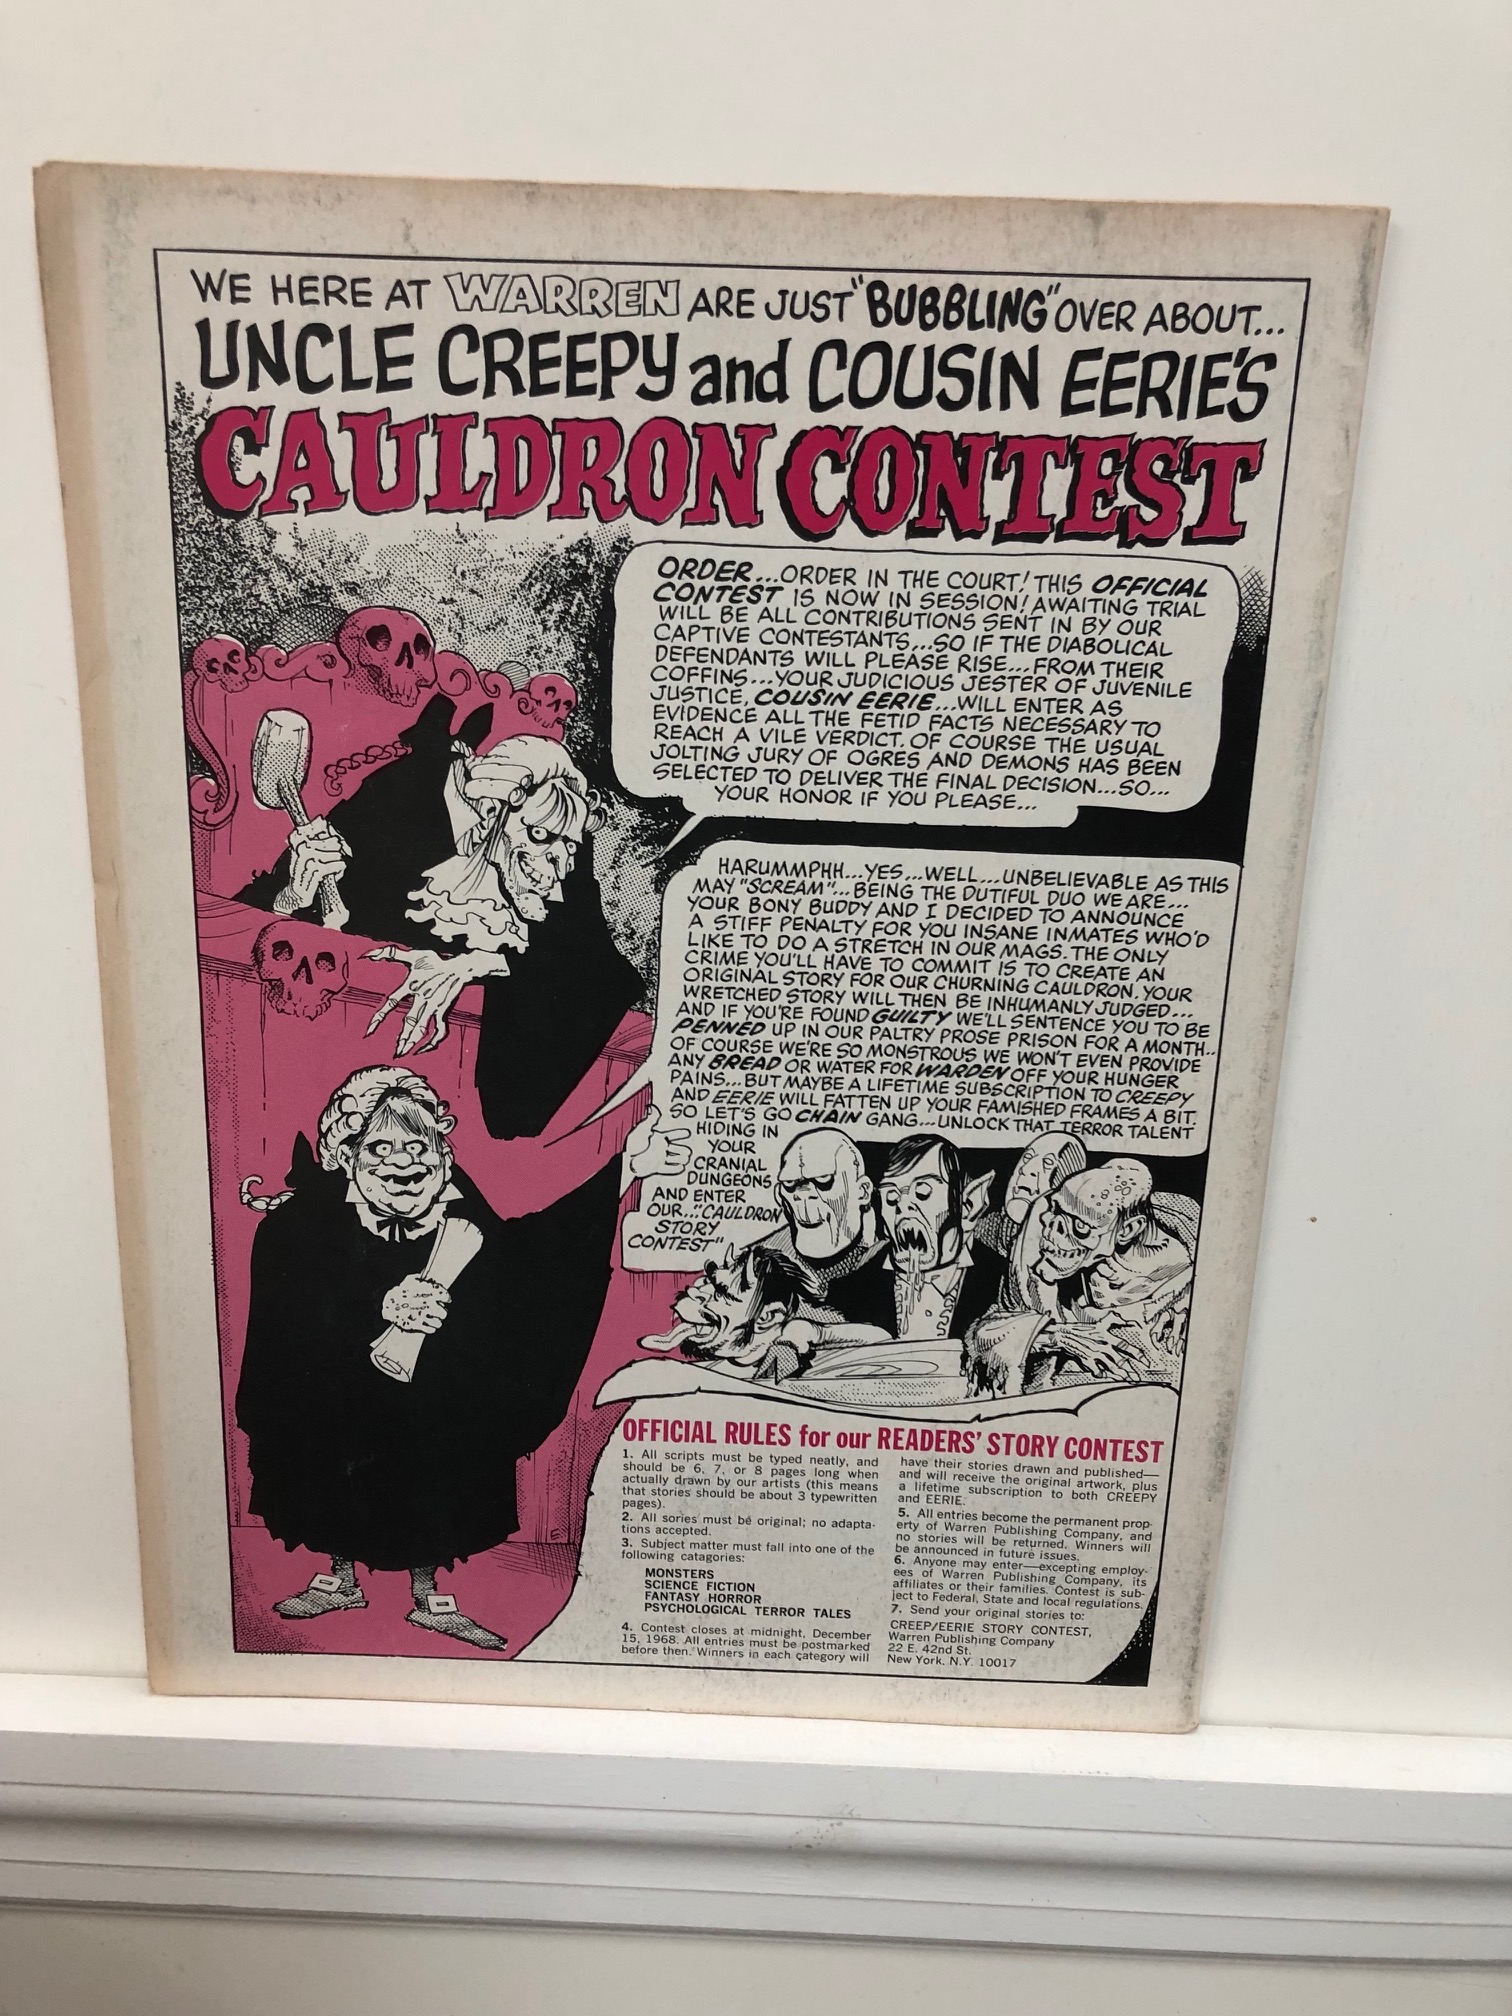 WE HERE AT WARREN ARE JUST "BUBBLING" OVER ABOUT...
UNCLE CREEPY and COUSIN EERIE'S
CAULDRON CONTEST
ORDER...ORDER IN THE COURT! THIS OFFICIAL
CONTEST IS NOW IN SESSION! AWAITING TRIAL
WILL BE ALL CONTRIBUTIONS SENT IN BY OUR
CAPTIVE CONTESTANTS...SO IF THE DIABOLICAL
DEFENDANTS WILL PLEASE RISE...FROM THEIR
COFFINS...YOUR JUDICIOUS JESTER OF JUVENILE
JUSTICE, COUSIN EERIE...WILL ENTER AS
EVIDENCE ALL THE FETID FACTS NECESSARY TO
REACH A VILE VERDICT. OF COURSE THE USUAL
JOLTING JURY OF OGRES AND DEMONS HAS BEEN
SELECTED TO DELIVER THE FINAL DECISION...SO...
YOUR HONOR IF YOU PLEASE...
HARUMMPHH...YES...WELL...UNBELIEVABLE AS THIS
MAY "SCREAM"...BEING THE DUTIFUL DUO WE ARE...
YOUR BONY BUDDY AND I DECIDED TO ANNOUNCE
A STIFF PENALTY FOR YOU INSANE INMATES WHO'D
LIKE TO DO A STRETCH IN OUR MAGS. THE ONLY
CRIME YOU'LL HAVE TO COMMIT IS TO CREATE AN
ORIGINAL STORY FOR OUR CHURNING CAULDRON. YOUR
WRETCHED STORY WILL THEN BE INHUMANLY JUDGED...
AND IF YOU'RE FOUND GUILTY WE'LL SENTENCE YOU TO BE
PENNED UP IN OUR PALTRY PROSE PRISON FOR A MONTH..
OF COURSE WE'RE SO MONSTROUS WE WON'T EVEN PROVIDE
ANY BREAD OR WATER FOR WARDEN OFF YOUR HUNGER
PAINS...BUT MAYBE A LIFETIME SUBSCRIPTION TO CREEPY
AND EERIE WILL FATTEN UP YOUR FAMISHED FRAMES A BIT.
SO LET'S GO CHAIN GANG...UNLOCK THAT TERROR TALENT
HIDING IN
YOUR
CRANIAL
DUNGEONS
AND ENTER
OUR..."CAULDRON
STORY
CONTEST"
OFFICIAL RULES for our READERS' STORY CONTEST
1. All scripts must be typed neatly, and
should be 6, 7, or 8 pages long when
actually drawn by our artists (this means
that stories should be about 3 typewritten
pages).
2. All sories must be original; no adapta-
tions accepted.
3. Subject matter must fall into one of the
following catagories:
MONSTERS
SCIENCE FICTION
FANTASY HORROR
PSYCHOLOGICAL TERROR TALES
4. Contest closes at midnight, December
15, 1968. All entries must be postmarked
before then. Winners in each category will
have their stories drawn and published—
and will receive the original artwork, plus
a lifetime subscription to both CREEPY
and EERIE.
5. All entries become the permanent prop-
erty of Warren Publishing Company, and
no stories will be returned. Winners will
be announced in future issues.
6. Anyone may enter—excepting employ-
ees of Warren Publishing Company, its
affiliates or their families. Contest is sub-
ject to Federal, State and local regulations.
7. Send your original stories to:
CREEP/EERIE STORY CONTEST,
Warren Publishing Company
22 E. 42nd St.
New York, N.Y. 10017